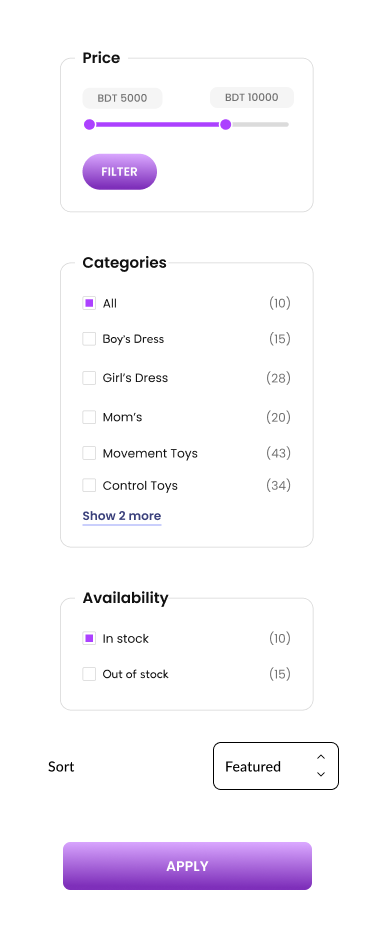 Price
BDT 5000 BDT 10000
FILTER
Categories
All (10)
Boy's Dress (15)
Girl's Dress (28)
Mom's (20)
Movement Toys (43)
Control Toys (34)
Show 2 more
Availability
In stock (10)
Out of stock (15)
Sort Featured
APPLY